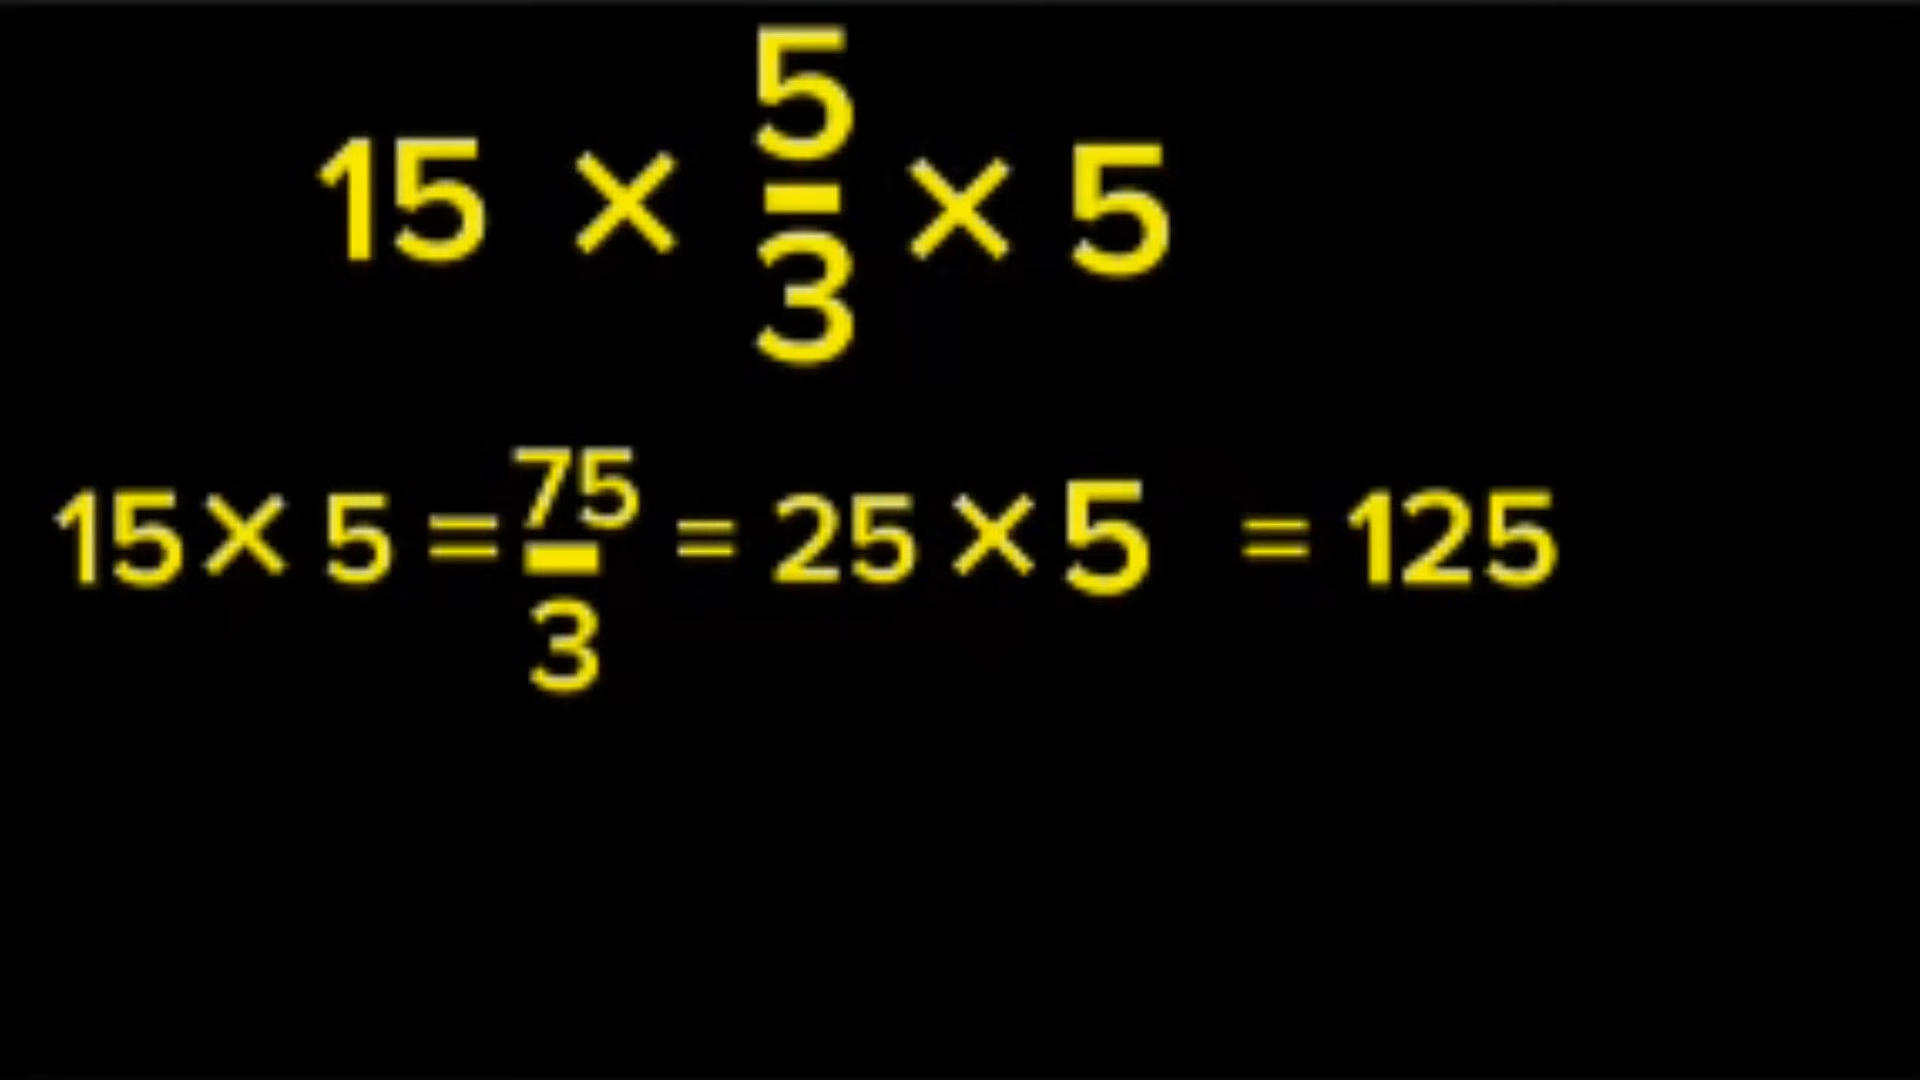 15 × 5/3 × 5
15 × 5 = 75/3 = 25 × 5 = 125